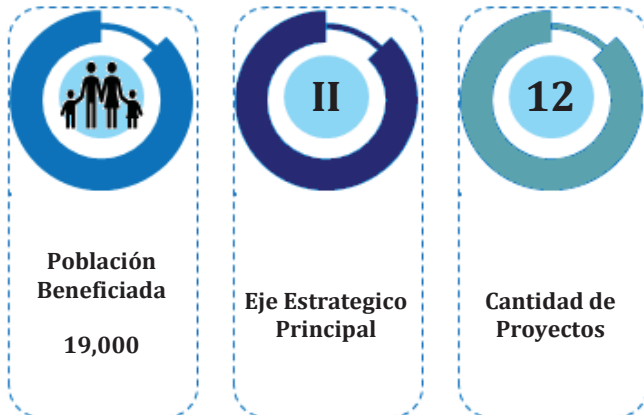 Población
Beneficiada
19,000
II
Eje Estrategico
Principal
12
Cantidad de
Proyectos